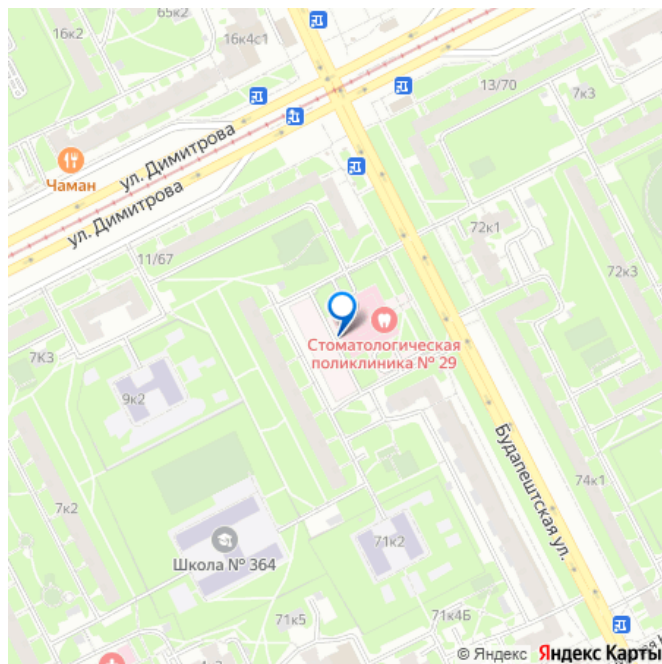 65к2
16к2
16к4с1
13/70
7к3
ул. Димитрова
Чаман
ул. Димитрова
72к1
11/67
72к3
Стоматологическая
поликлиника № 29
7К3
9к2
Будапештская ул.
74к1
7к2
Школа № 364
71к2
71к5
71к4Б
© Яндекс Яндекс Карты